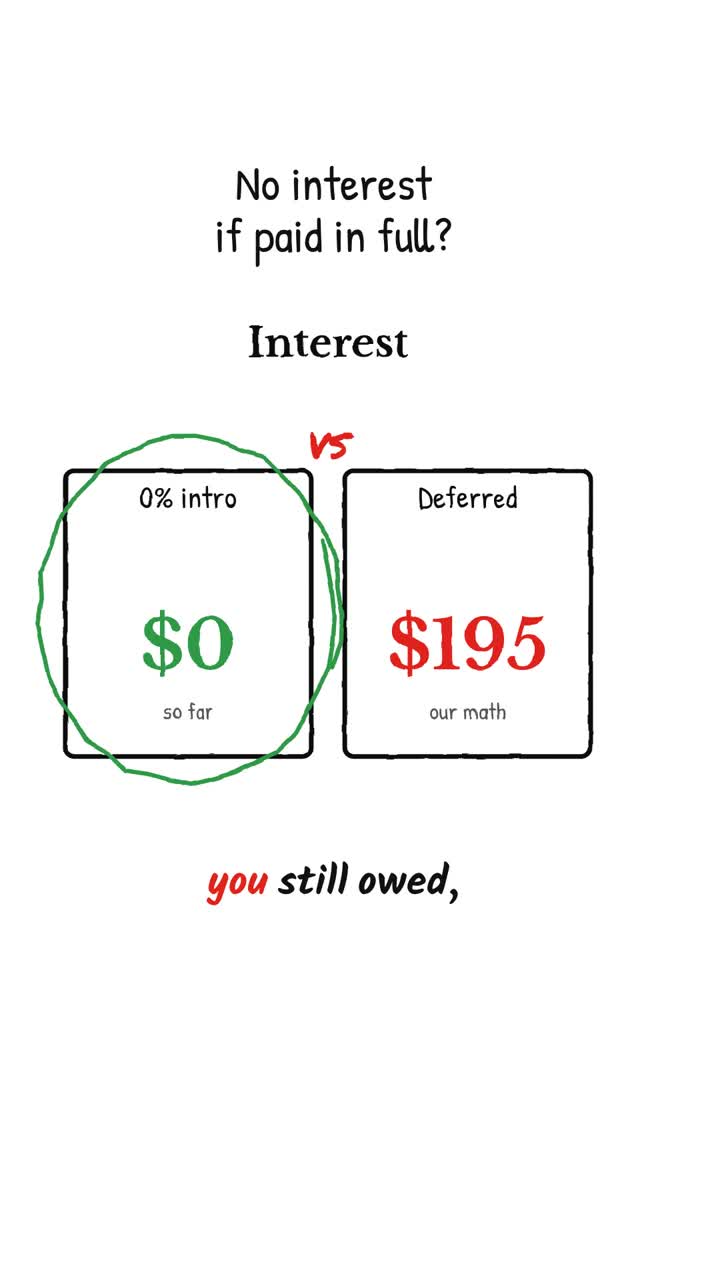 No interest
if paid in full?
Interest
vs
0% intro
$0
so far
Deferred
$195
our math
you still owed,